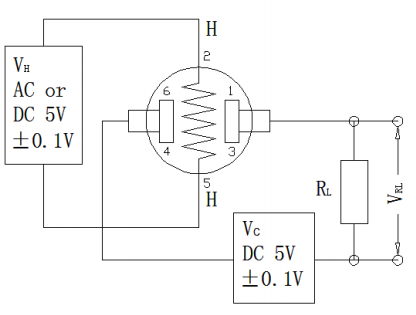 H
2
VH
AC or
DC 5V
±0.1V
6
1
4
3
5
H
RL
VRL
VC
DC 5V
±0.1V